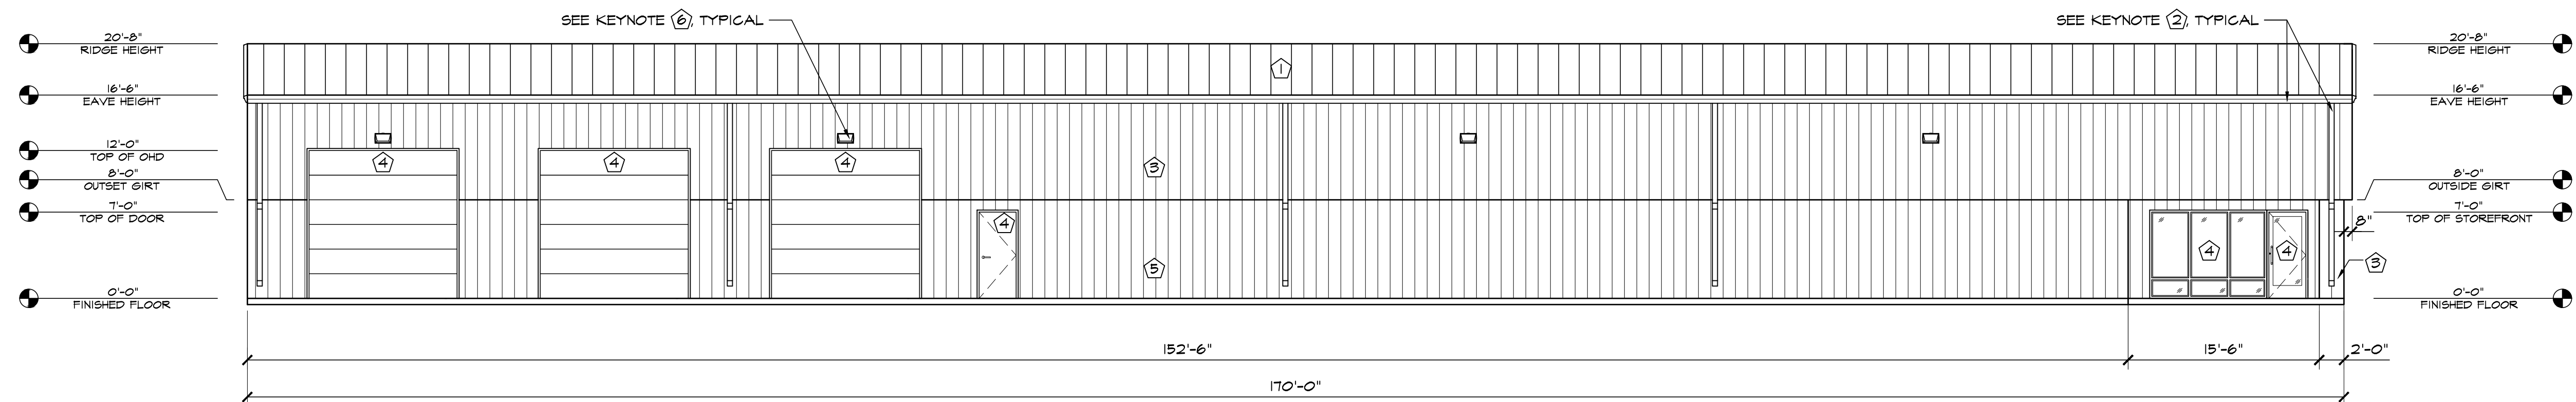 SEE KEYNOTE 6, TYPICAL
SEE KEYNOTE 2, TYPICAL
20'-8"
RIDGE HEIGHT
16'-6"
EAVE HEIGHT
12'-0"
TOP OF OHD
8'-0"
OUTSET GIRT
7'-0"
TOP OF DOOR
0'-0"
FINISHED FLOOR
1
4
4
4
3
4
5
4
4
20'-8"
RIDGE HEIGHT
16'-6"
EAVE HEIGHT
8'-0"
OUTSIDE GIRT
7'-0"
TOP OF STOREFRONT
8"
3
0'-0"
FINISHED FLOOR
152'-6"
15'-6"
2'-0"
170'-0"